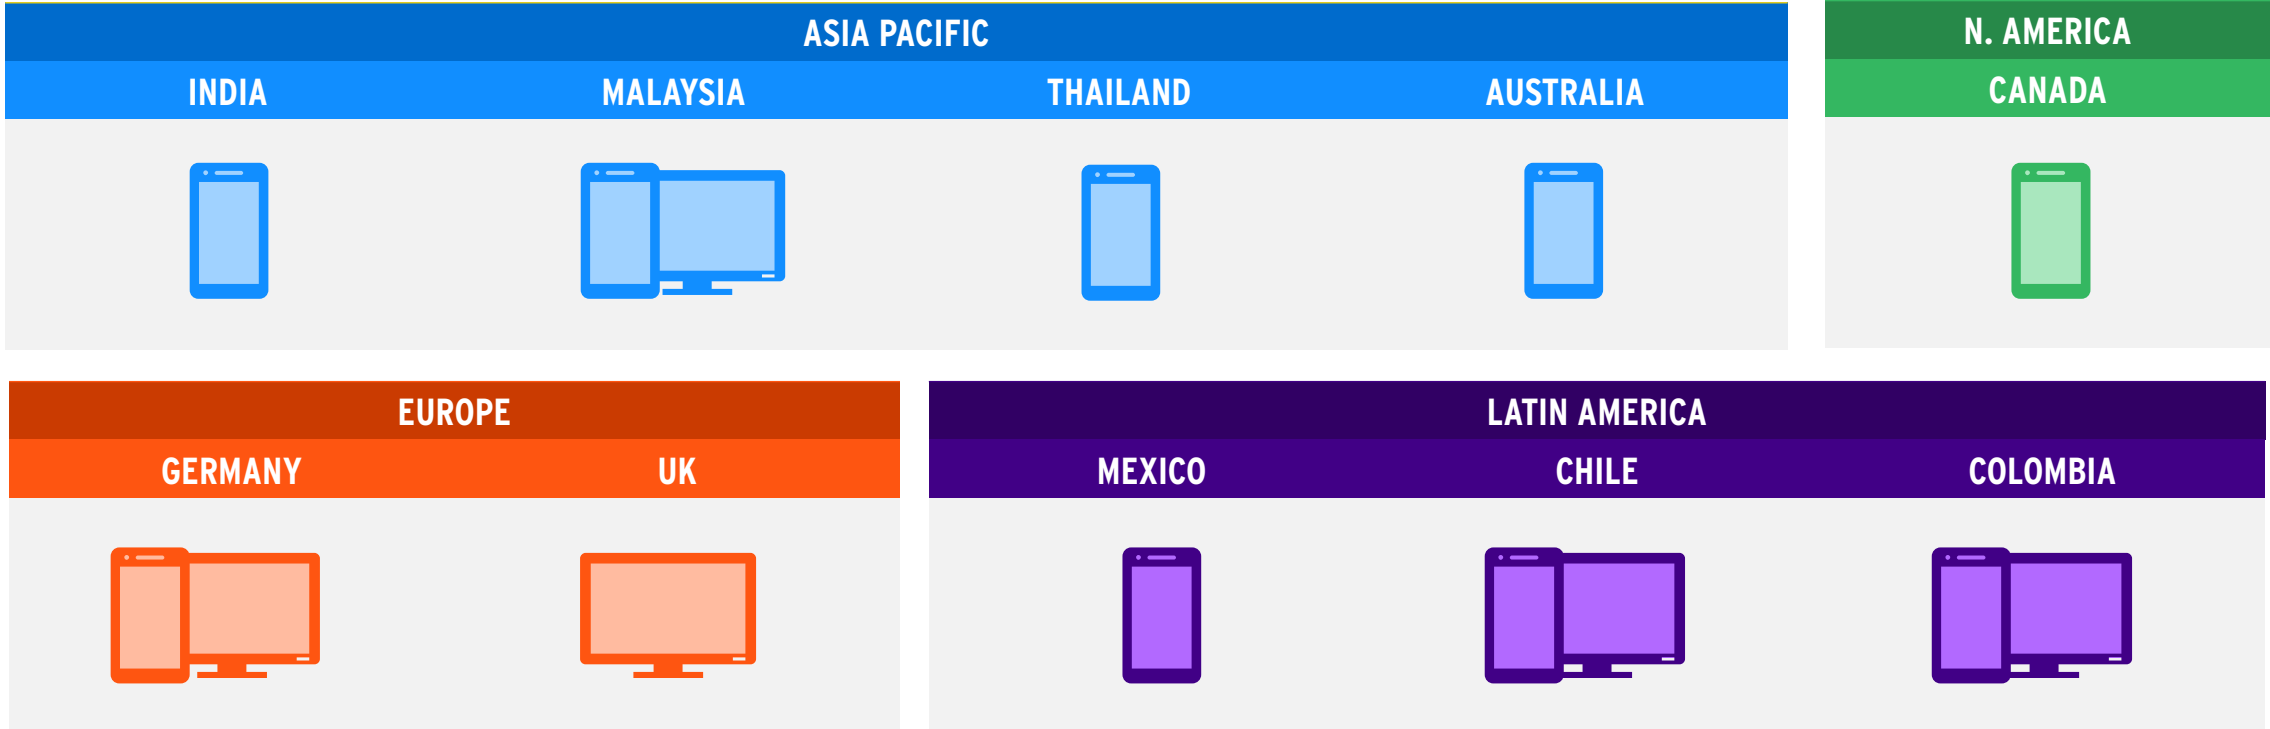 ASIA PACIFIC
INDIA MALAYSIA THAILAND AUSTRALIA
N. AMERICA
CANADA
EUROPE
GERMANY UK
LATIN AMERICA
MEXICO CHILE COLOMBIA